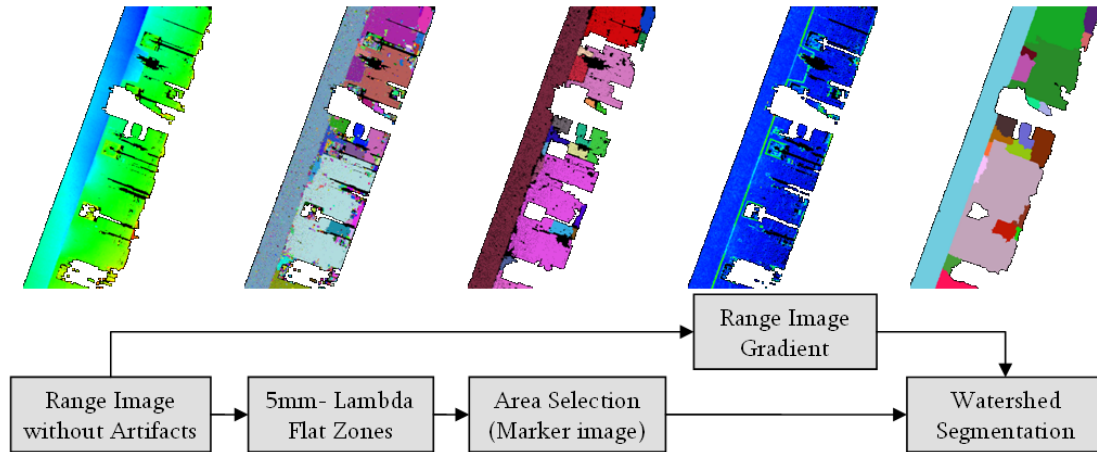 Range Image
Gradient
Range Image
without Artifacts
5mm- Lambda
Flat Zones
Area Selection
(Marker image)
Watershed
Segmentation